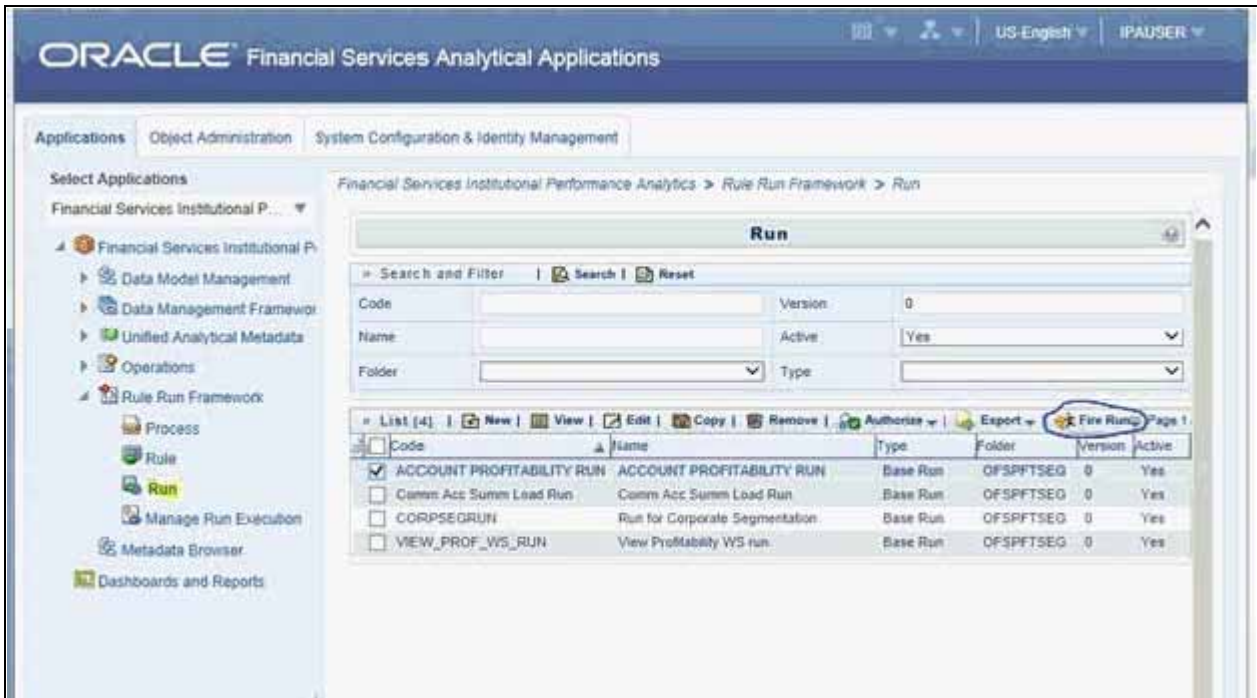 US-English
IPAUSER
ORACLE Financial Services Analytical Applications
Applications
Object Administration
System Configuration & Identity Management
Select Applications
Financial Services Institutional P...
Financial Services Institutional P
Data Model Management
Data Management Framewor
Unified Analytical Metadata
Operations
Rule Run Framework
Process
Rule
Run
Manage Run Execution
Metadata Browser
Dashboards and Reports
Financial Services Institutional Performance Analytics > Rule Run Framework > Run
Run
» Search and Filter | Search | Reset
Code
Version 0
Name
Active Yes
Folder
Type
» List [4] | New | View | Edit | Copy | Remove | Authorize | Export | Fire Run Page 1
Code Name Type Folder Version Active
ACCOUNT PROFITABILITY RUN ACCOUNT PROFITABILITY RUN Base Run OFSPFTSEG 0 Yes
Comm Acc Summ Load Run Comm Acc Summ Load Run Base Run OFSPFTSEG 0 Yes
CORPSEGRUN Run for Corporate Segmentation Base Run OFSPFTSEG 0 Yes
VIEW_PROF_WS_RUN View Profitability WS run Base Run OFSPFTSEG 0 Yes